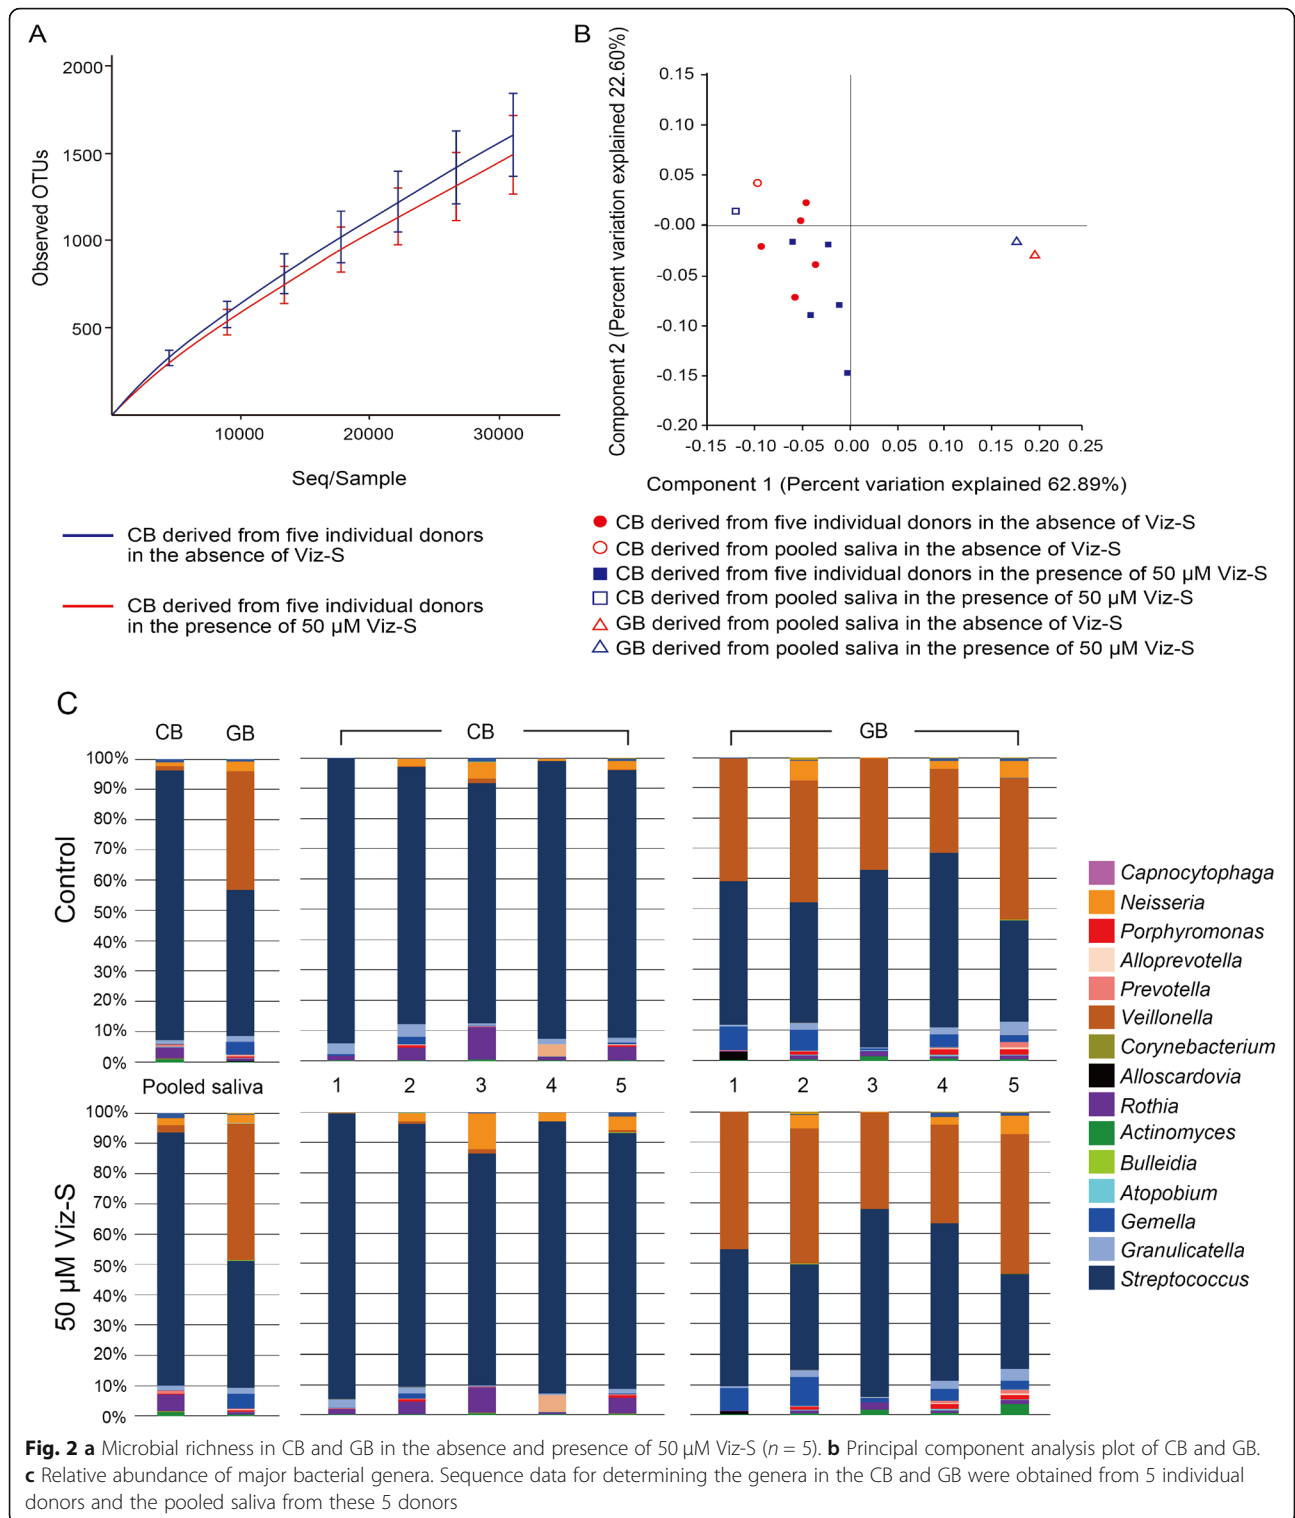 A
2000
1500
1000
500
Observed OTUs
10000
20000
30000
Seq/Sample
CB derived from five individual donors
in the absence of Viz-S
CB derived from five individual donors
in the presence of 50 µM Viz-S
B
Component 2 (Percent variation explained 22.60%)
0.15
0.10
0.05
-0.00
-0.05
-0.10
-0.15
-0.20
-0.15 -0.10 -0.05 0.00 0.05 0.10 0.15 0.20 0.25
Component 1 (Percent variation explained 62.89%)
CB derived from five individual donors in the absence of Viz-S
CB derived from pooled saliva in the absence of Viz-S
CB derived from five individual donors in the presence of 50 µM Viz-S
CB derived from pooled saliva in the presence of 50 µM Viz-S
GB derived from pooled saliva in the absence of Viz-S
GB derived from pooled saliva in the presence of 50 µM Viz-S
C
CB GB CB GB
Control
100%
90%
80%
70%
60%
50%
40%
30%
20%
10%
0%
Pooled saliva 1 2 3 4 5 1 2 3 4 5
50 µM Viz-S
100%
90%
80%
70%
60%
50%
40%
30%
20%
10%
0%
Capnocytophaga
Neisseria
Porphyromonas
Alloprevotella
Prevotella
Veillonella
Corynebacterium
Alloscardovia
Rothia
Actinomyces
Bulleidia
Atopobium
Gemella
Granulicatella
Streptococcus
Fig. 2 a Microbial richness in CB and GB in the absence and presence of 50 µM Viz-S (n = 5). b Principal component analysis plot of CB and GB.
c Relative abundance of major bacterial genera. Sequence data for determining the genera in the CB and GB were obtained from 5 individual
donors and the pooled saliva from these 5 donors